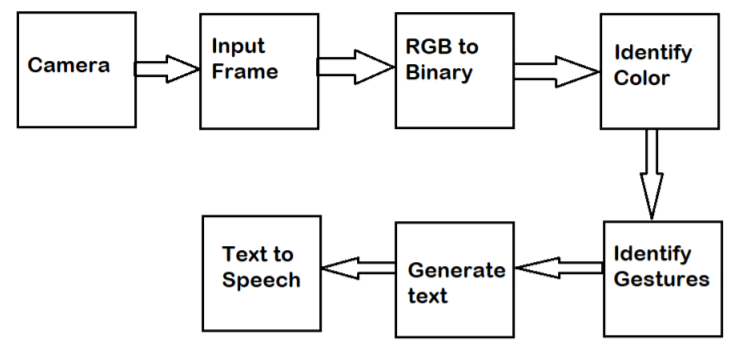 Camera
Input
Frame
RGB to
Binary
Identify
Color
Identify
Gestures
Generate
text
Text to
Speech